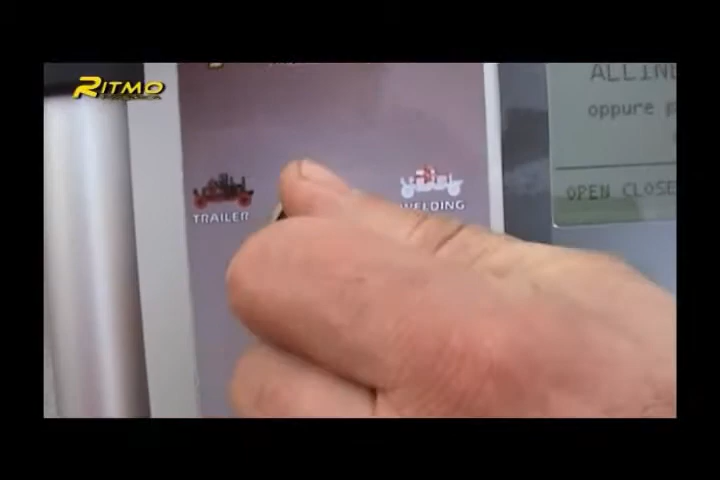 RITMO
ALLIN
oppure p
TRAILER
WELDING
OPEN CLOSE